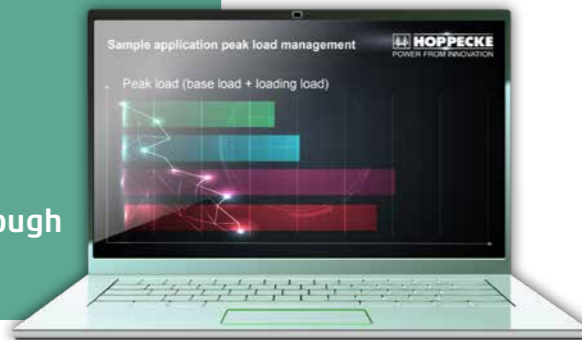 Sample application peak load management
HOPPECKE
POWER FROM INNOVATION
Peak load (base load + loading load)
ough